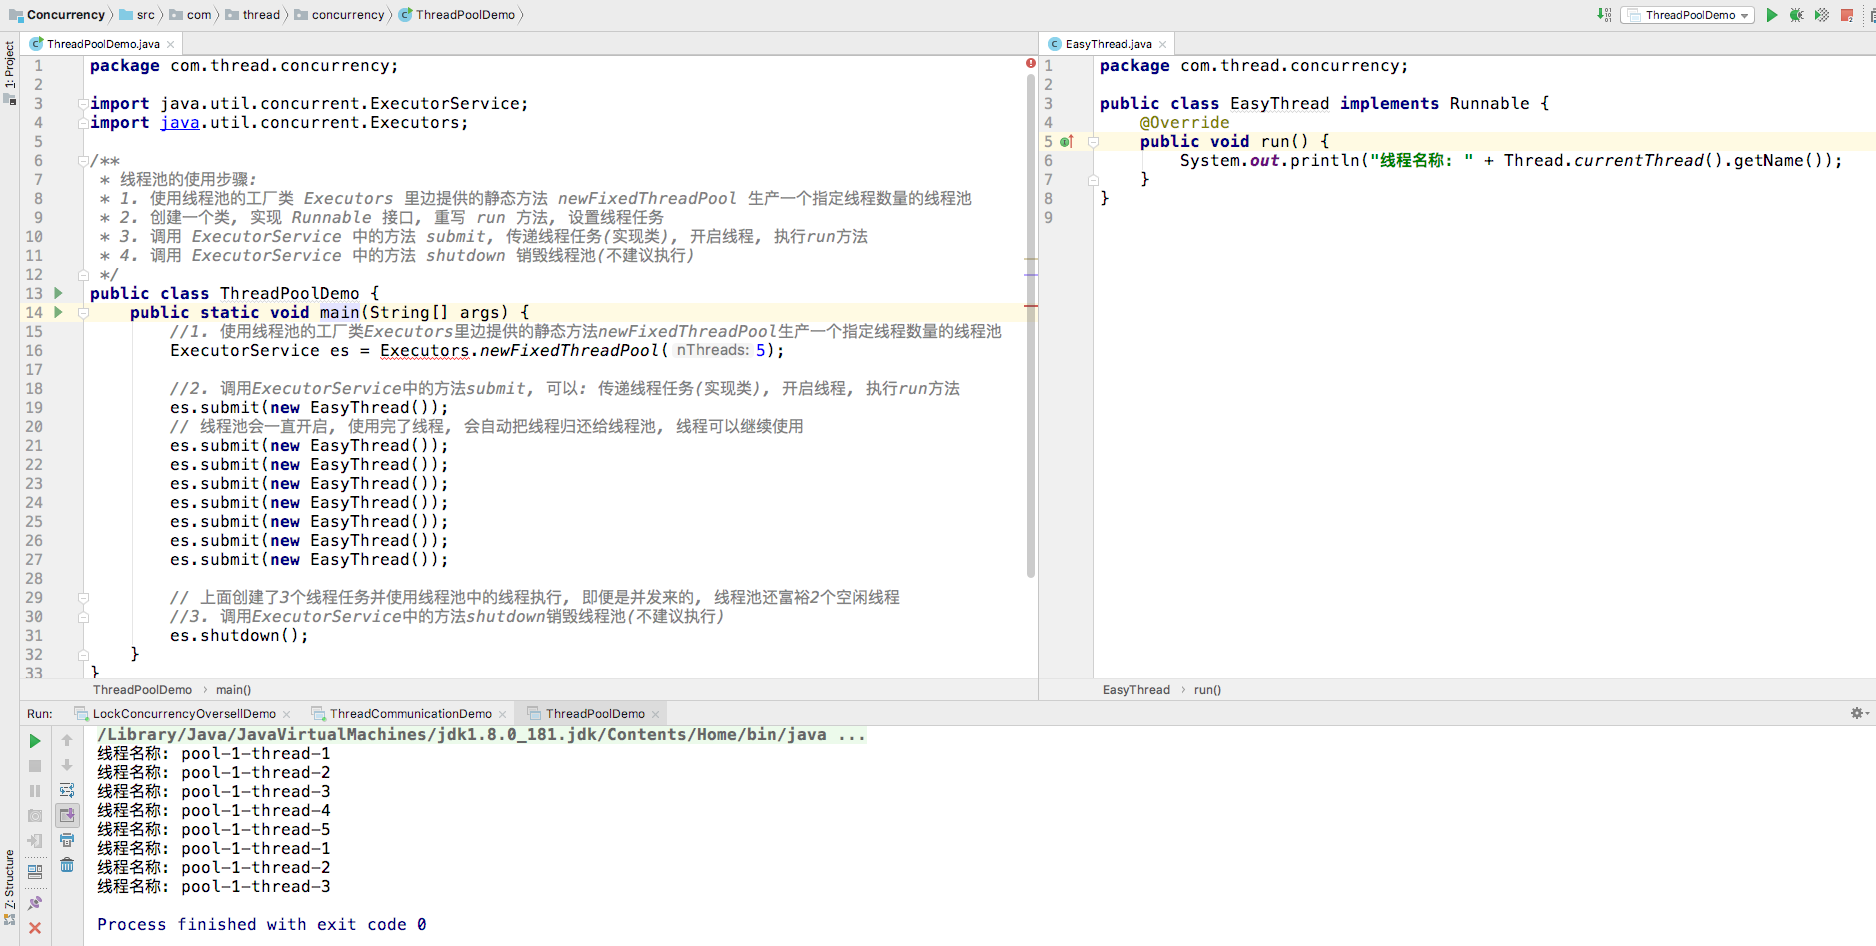 Concurrency src com thread concurrency ThreadPoolDemo
ThreadPoolDemo
1: Project
ThreadPoolDemo.java
1 package com.thread.concurrency;
2
3 import java.util.concurrent.ExecutorService;
4 import java.util.concurrent.Executors;
5
6 /**
7 * 线程池的使用步骤:
8 * 1. 使用线程池的工厂类 Executors 里边提供的静态方法 newFixedThreadPool 生产一个指定线程数量的线程池
9 * 2. 创建一个类, 实现 Runnable 接口, 重写 run 方法, 设置线程任务
10 * 3. 调用 ExecutorService 中的方法 submit, 传递线程任务(实现类), 开启线程, 执行run方法
11 * 4. 调用 ExecutorService 中的方法 shutdown 销毁线程池(不建议执行)
12 */
13 public class ThreadPoolDemo {
14 public static void main(String[] args) {
15 //1. 使用线程池的工厂类Executors里边提供的静态方法newFixedThreadPool生产一个指定线程数量的线程池
16 ExecutorService es = Executors.newFixedThreadPool( nThreads: 5);
17
18 //2. 调用ExecutorService中的方法submit, 可以: 传递线程任务(实现类), 开启线程, 执行run方法
19 es.submit(new EasyThread());
20 // 线程池会一直开启, 使用完了线程, 会自动把线程归还给线程池, 线程可以继续使用
21 es.submit(new EasyThread());
22 es.submit(new EasyThread());
23 es.submit(new EasyThread());
24 es.submit(new EasyThread());
25 es.submit(new EasyThread());
26 es.submit(new EasyThread());
27 es.submit(new EasyThread());
28
29 // 上面创建了3个线程任务并使用线程池中的线程执行, 即便是并发来的, 线程池还富裕2个空闲线程
30 //3. 调用ExecutorService中的方法shutdown销毁线程池(不建议执行)
31 es.shutdown();
32 }
33 }
ThreadPoolDemo › main()
EasyThread.java
1 package com.thread.concurrency;
2
3 public class EasyThread implements Runnable {
4 @Override
5 public void run() {
6 System.out.println("线程名称: " + Thread.currentThread().getName());
7 }
8 }
9
EasyThread › run()
Run: LockConcurrencyOversellDemo ThreadCommunicationDemo ThreadPoolDemo
/Library/Java/JavaVirtualMachines/jdk1.8.0_181.jdk/Contents/Home/bin/java ...
线程名称: pool-1-thread-1
线程名称: pool-1-thread-2
线程名称: pool-1-thread-3
线程名称: pool-1-thread-4
线程名称: pool-1-thread-5
线程名称: pool-1-thread-1
线程名称: pool-1-thread-2
线程名称: pool-1-thread-3
Process finished with exit code 0
Z: Structure